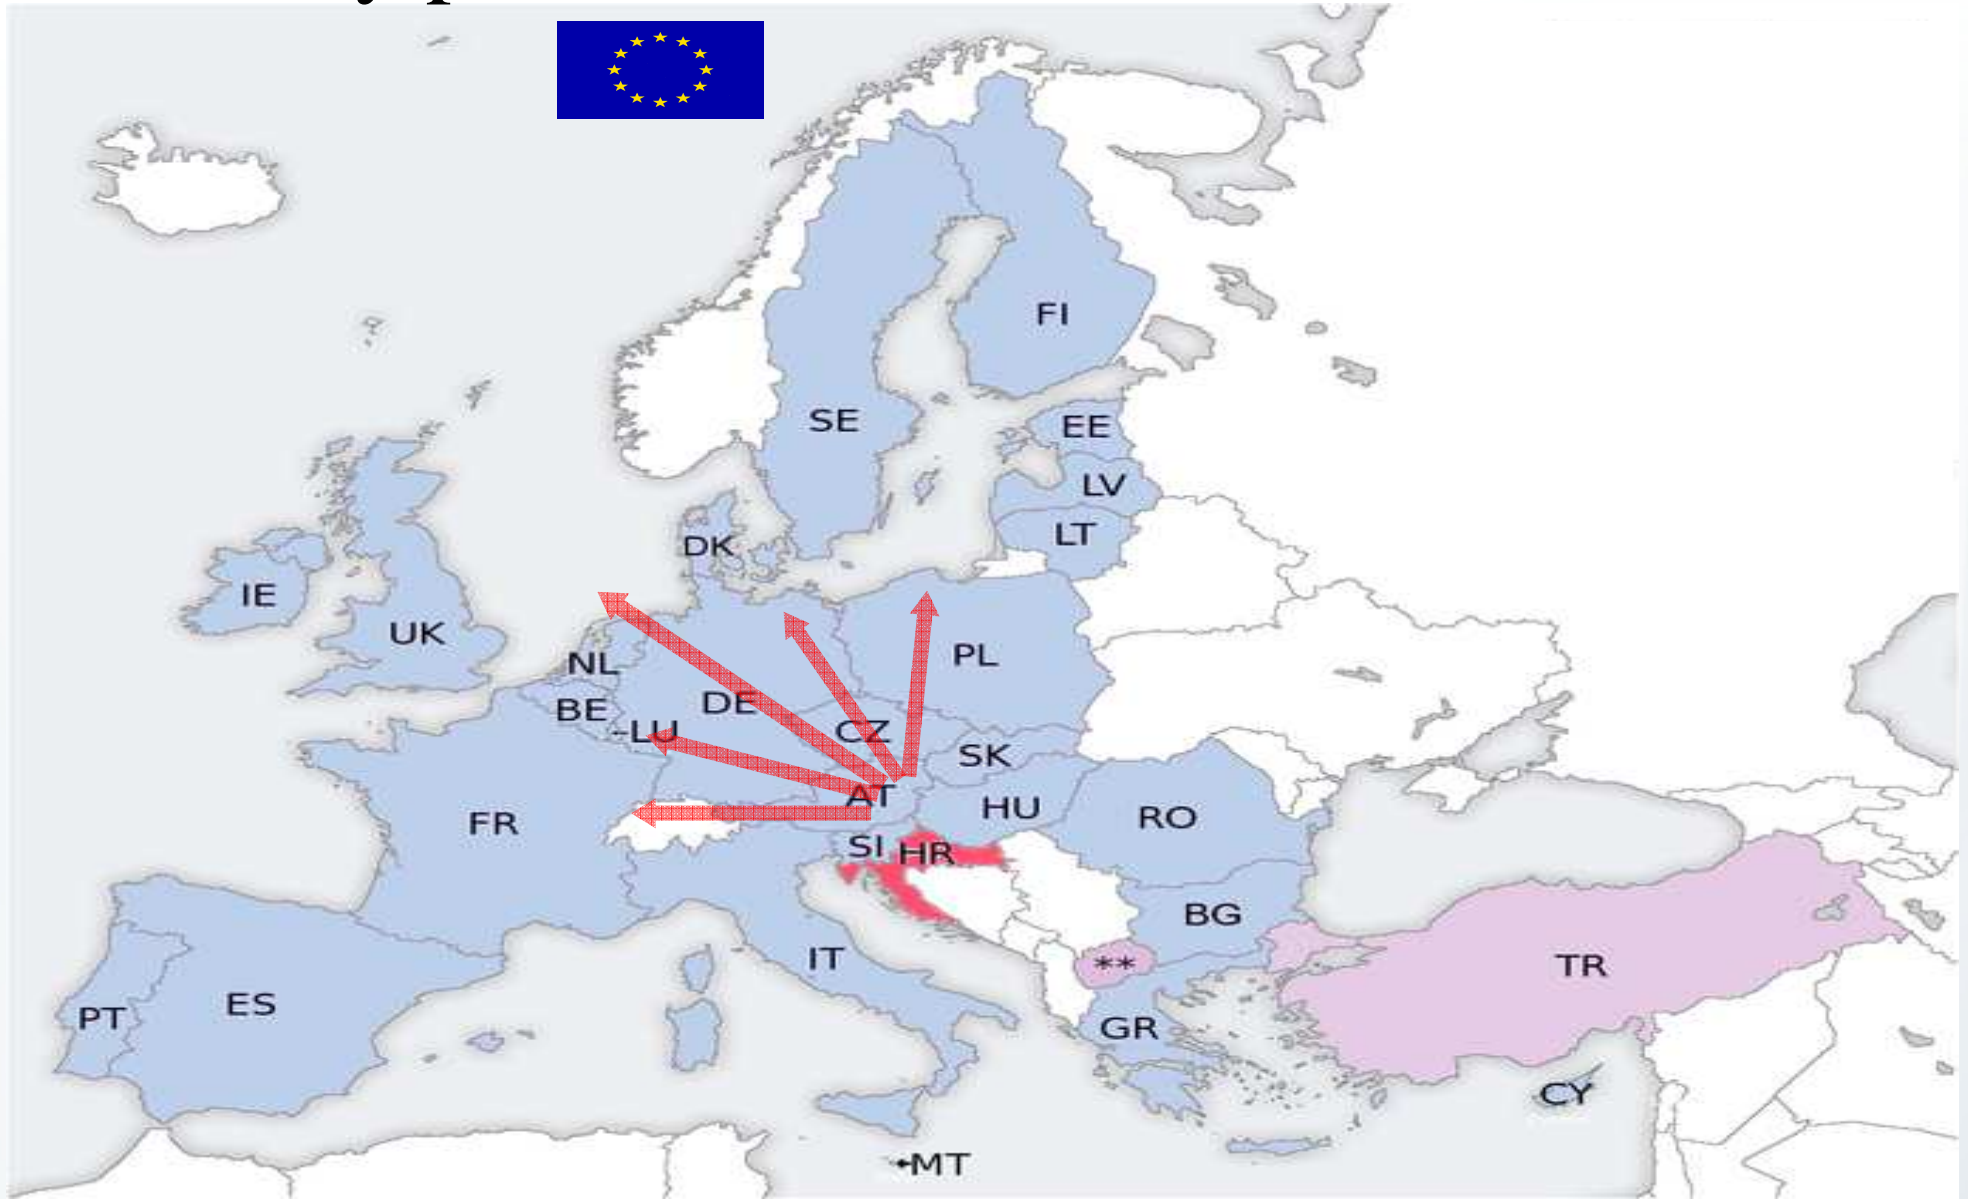 FI
SE
EE
LV
LT
DK
IE
UK
NL
PL
DE
BE
LU
CZ
SK
AT
HU
FR
RO
SI
HR
BG
IT
**
TR
ES
PT
GR
CY
MT